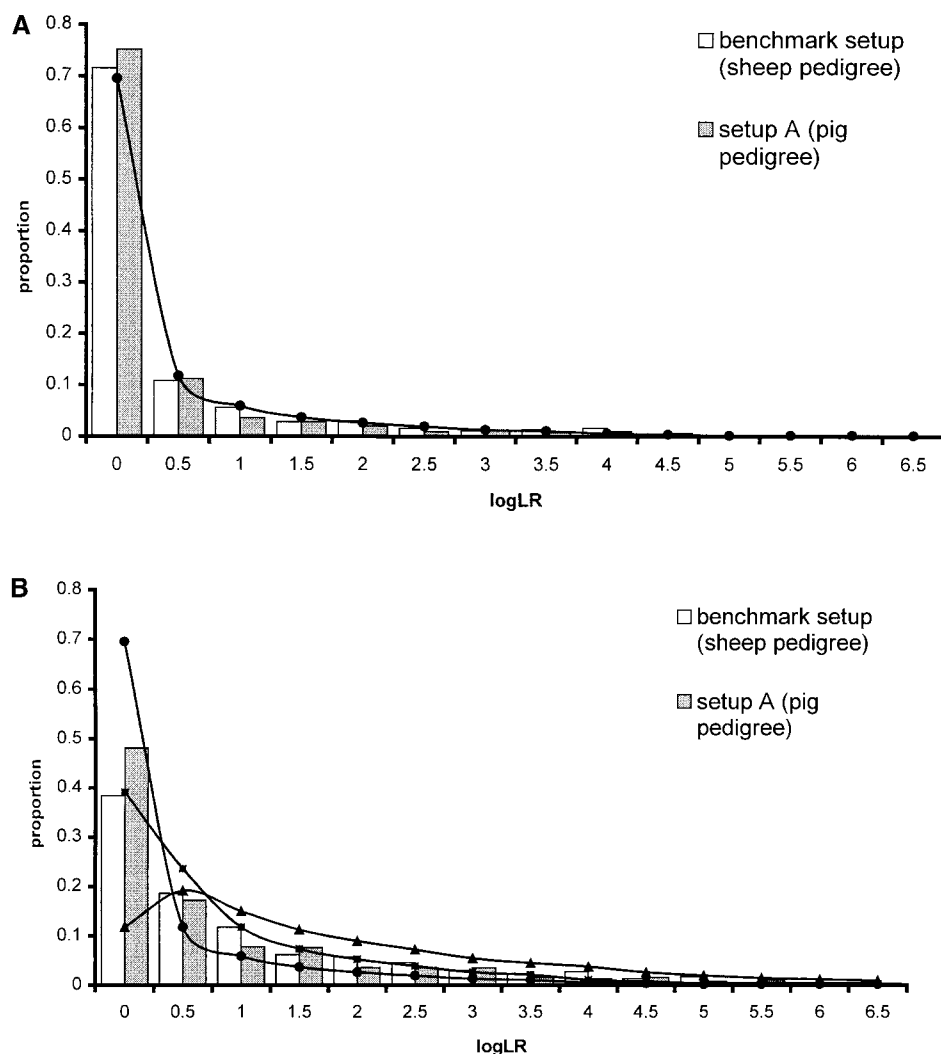 A
0.8
0.7
0.6
0.5
0.4
0.3
0.2
0.1
0
proportion
benchmark setup
(sheep pedigree)
setup A (pig
pedigree)
0 0.5 1 1.5 2 2.5 3 3.5 4 4.5 5 5.5 6 6.5
logLR
B
0.8
0.7
0.6
0.5
0.4
0.3
0.2
0.1
0
proportion
benchmark setup
(sheep pedigree)
setup A (pig
pedigree)
0 0.5 1 1.5 2 2.5 3 3.5 4 4.5 5 5.5 6 6.5
logLR